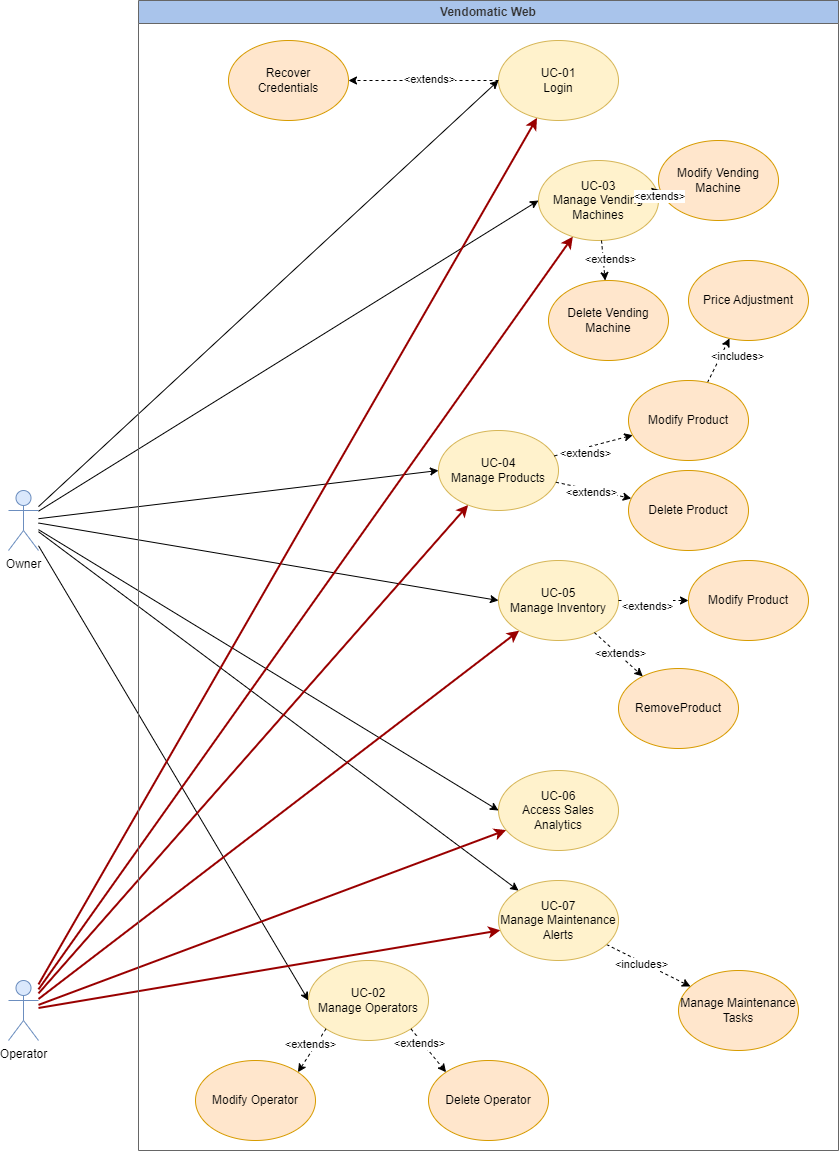 Vendomatic Web
Recover
Credentials
<extends>
UC-01
Login
UC-03
Manage Vending
Machines
<extends>
Modify Vending
Machine
<extends>
Delete Vending
Machine
Price Adjustment
<includes>
Modify Product
<extends>
UC-04
Manage Products
<extends>
Delete Product
Owner
UC-05
Manage Inventory
<extends>
Modify Product
<extends>
RemoveProduct
UC-06
Access Sales
Analytics
UC-07
Manage Maintenance
Alerts
<includes>
Manage Maintenance
Tasks
Operator
UC-02
Manage Operators
<extends>
<extends>
Modify Operator
Delete Operator